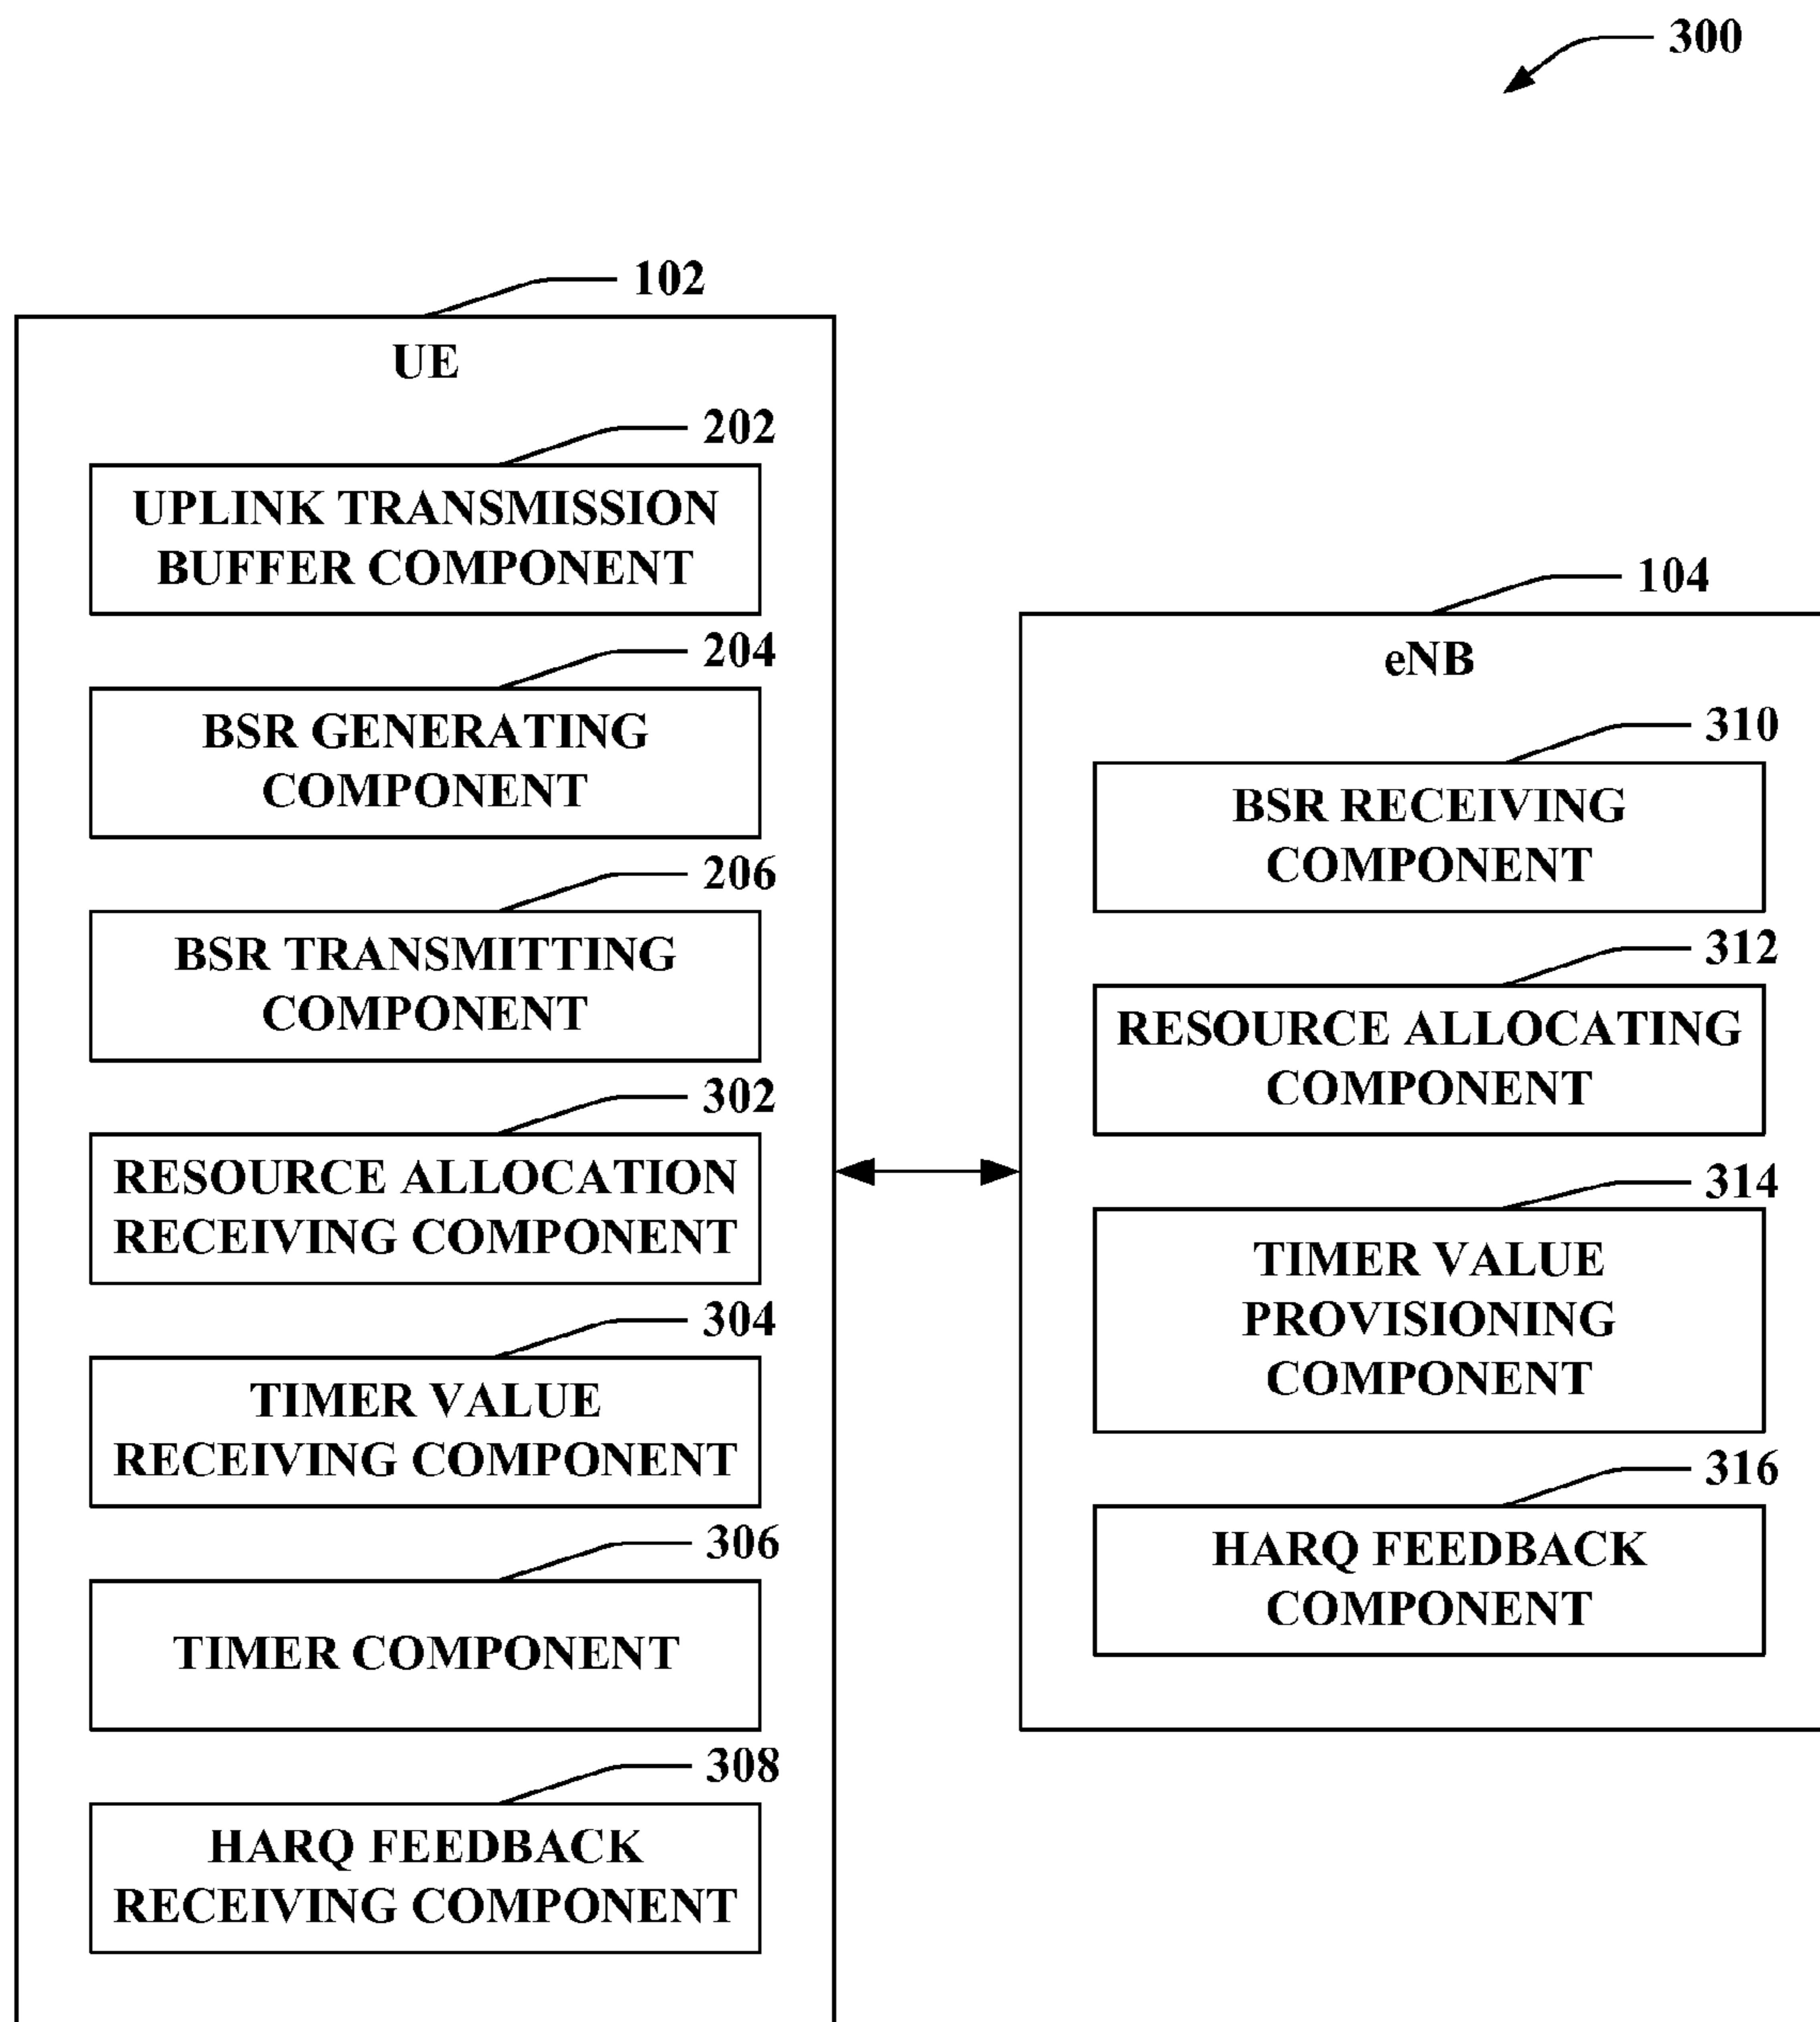 300
102
UE
202
UPLINK TRANSMISSION
BUFFER COMPONENT
204
BSR GENERATING
COMPONENT
206
BSR TRANSMITTING
COMPONENT
302
RESOURCE ALLOCATION
RECEIVING COMPONENT
304
TIMER VALUE
RECEIVING COMPONENT
306
TIMER COMPONENT
308
HARQ FEEDBACK
RECEIVING COMPONENT
104
eNB
310
BSR RECEIVING
COMPONENT
312
RESOURCE ALLOCATING
COMPONENT
314
TIMER VALUE
PROVISIONING
COMPONENT
316
HARQ FEEDBACK
COMPONENT